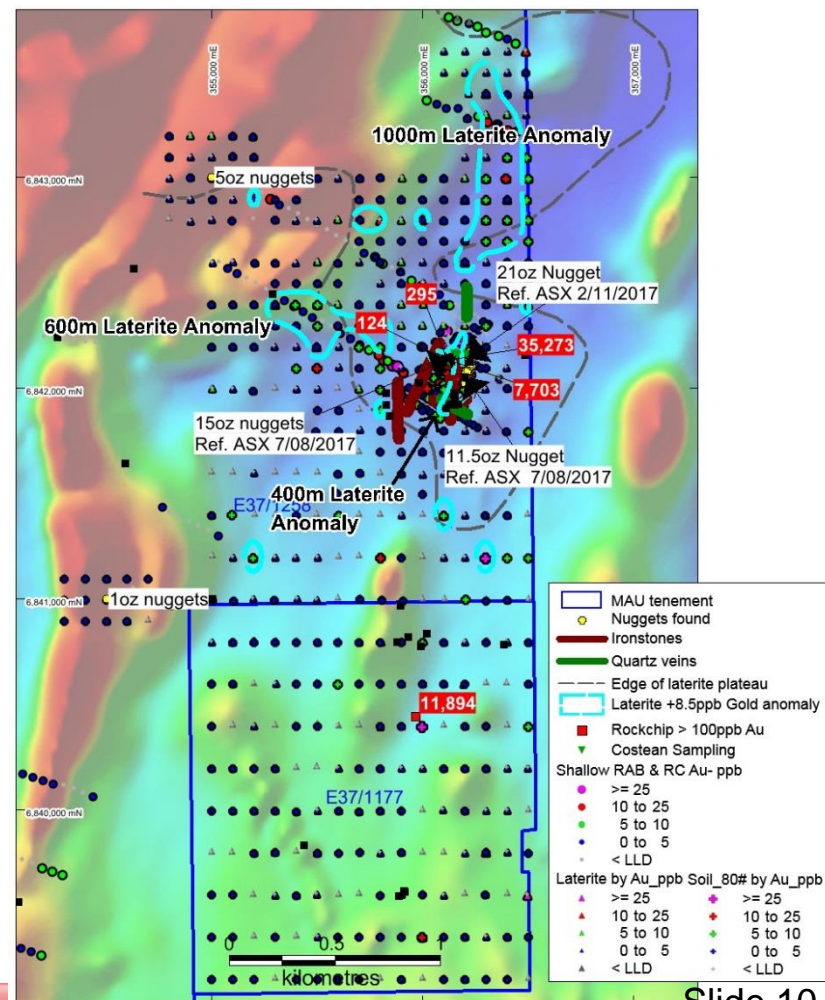 355,000 mE
356,000 mE
357,000 mE
1000m Laterite Anomaly
6,843,000 mN
5oz nuggets
21oz Nugget
Ref. ASX 2/11/2017
295
600m Laterite Anomaly
124
35,273
6,842,000 mN
7,703
15oz nuggets
Ref. ASX 7/08/2017
11.5oz Nugget
Ref. ASX 7/08/2017
400m Laterite
Anomaly
E37/1258
6,841,000 mN
1oz nuggets
11,894
E37/1177
6,840,000 mN
0 0.5 1
kilometres
MAU tenement
Nuggets found
Ironstones
Quartz veins
Edge of laterite plateau
Laterite +8.5ppb Gold anomaly
Rockchip > 100ppb Au
Costean Sampling
Shallow RAB & RC Au- ppb
>= 25
10 to 25
5 to 10
0 to 5
< LLD
Laterite by Au_ppb Soil_80# by Au_ppb
>= 25 >= 25
10 to 25 10 to 25
5 to 10 5 to 10
0 to 5 0 to 5
< LLD < LLD
Slide 10